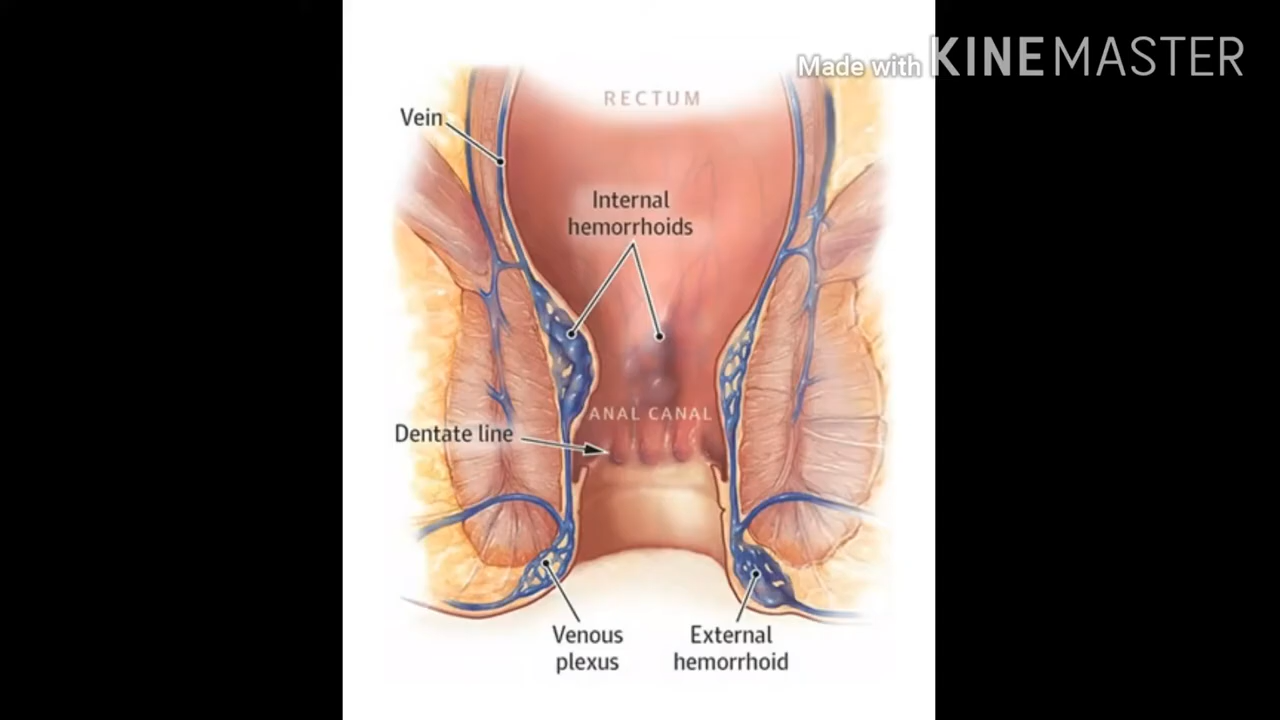 Made with KINEMASTER
RECTUM
Vein
Internal
hemorrhoids
ANAL CANAL
Dentate line
Venous
plexus
External
hemorrhoid